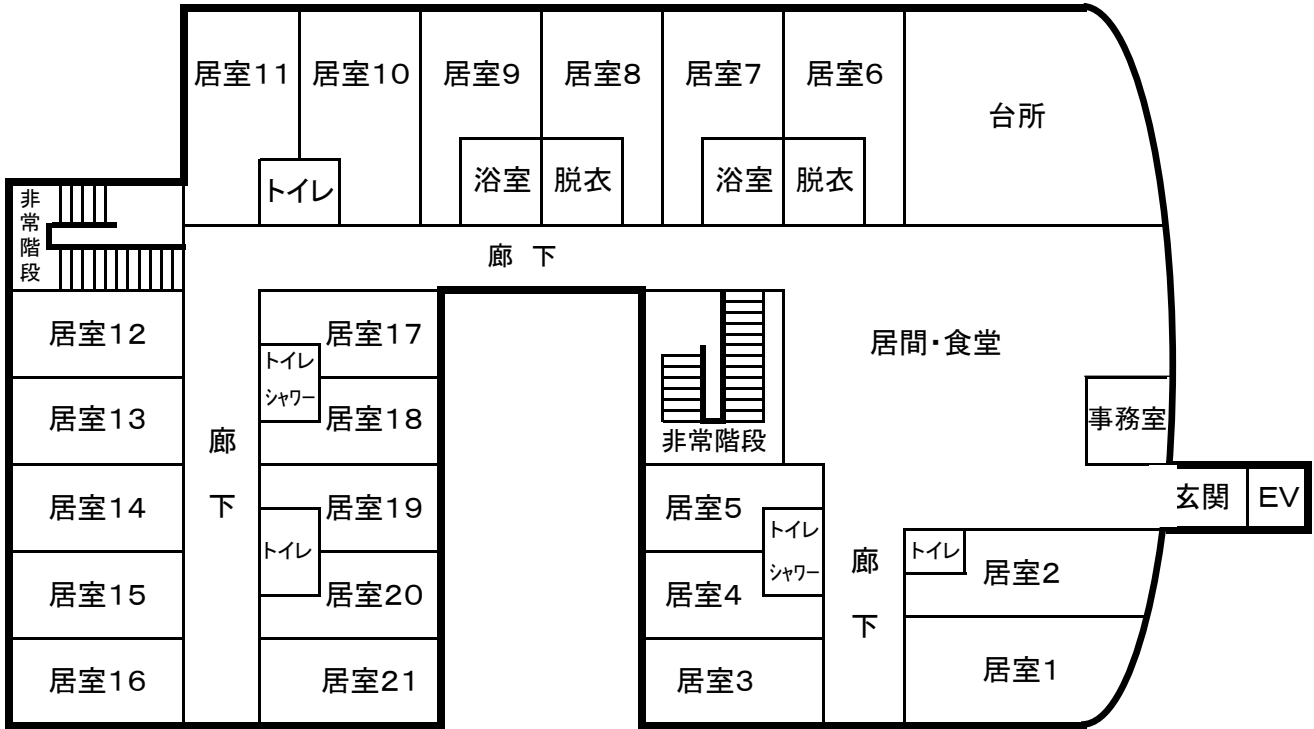 居室11
居室10
居室9
居室8
居室7
居室6
台所
トイレ
浴室
脱衣
浴室
脱衣
非常階段
廊下
居室12
居室17
居間・食堂
トイレ
シャワー
居室13
居室18
事務室
非常階段
廊下
居室14
居室19
居室5
玄関
EV
トイレ
トイレ
シャワー
廊下
トイレ
居室2
居室15
居室20
居室4
居室16
居室21
居室3
居室1